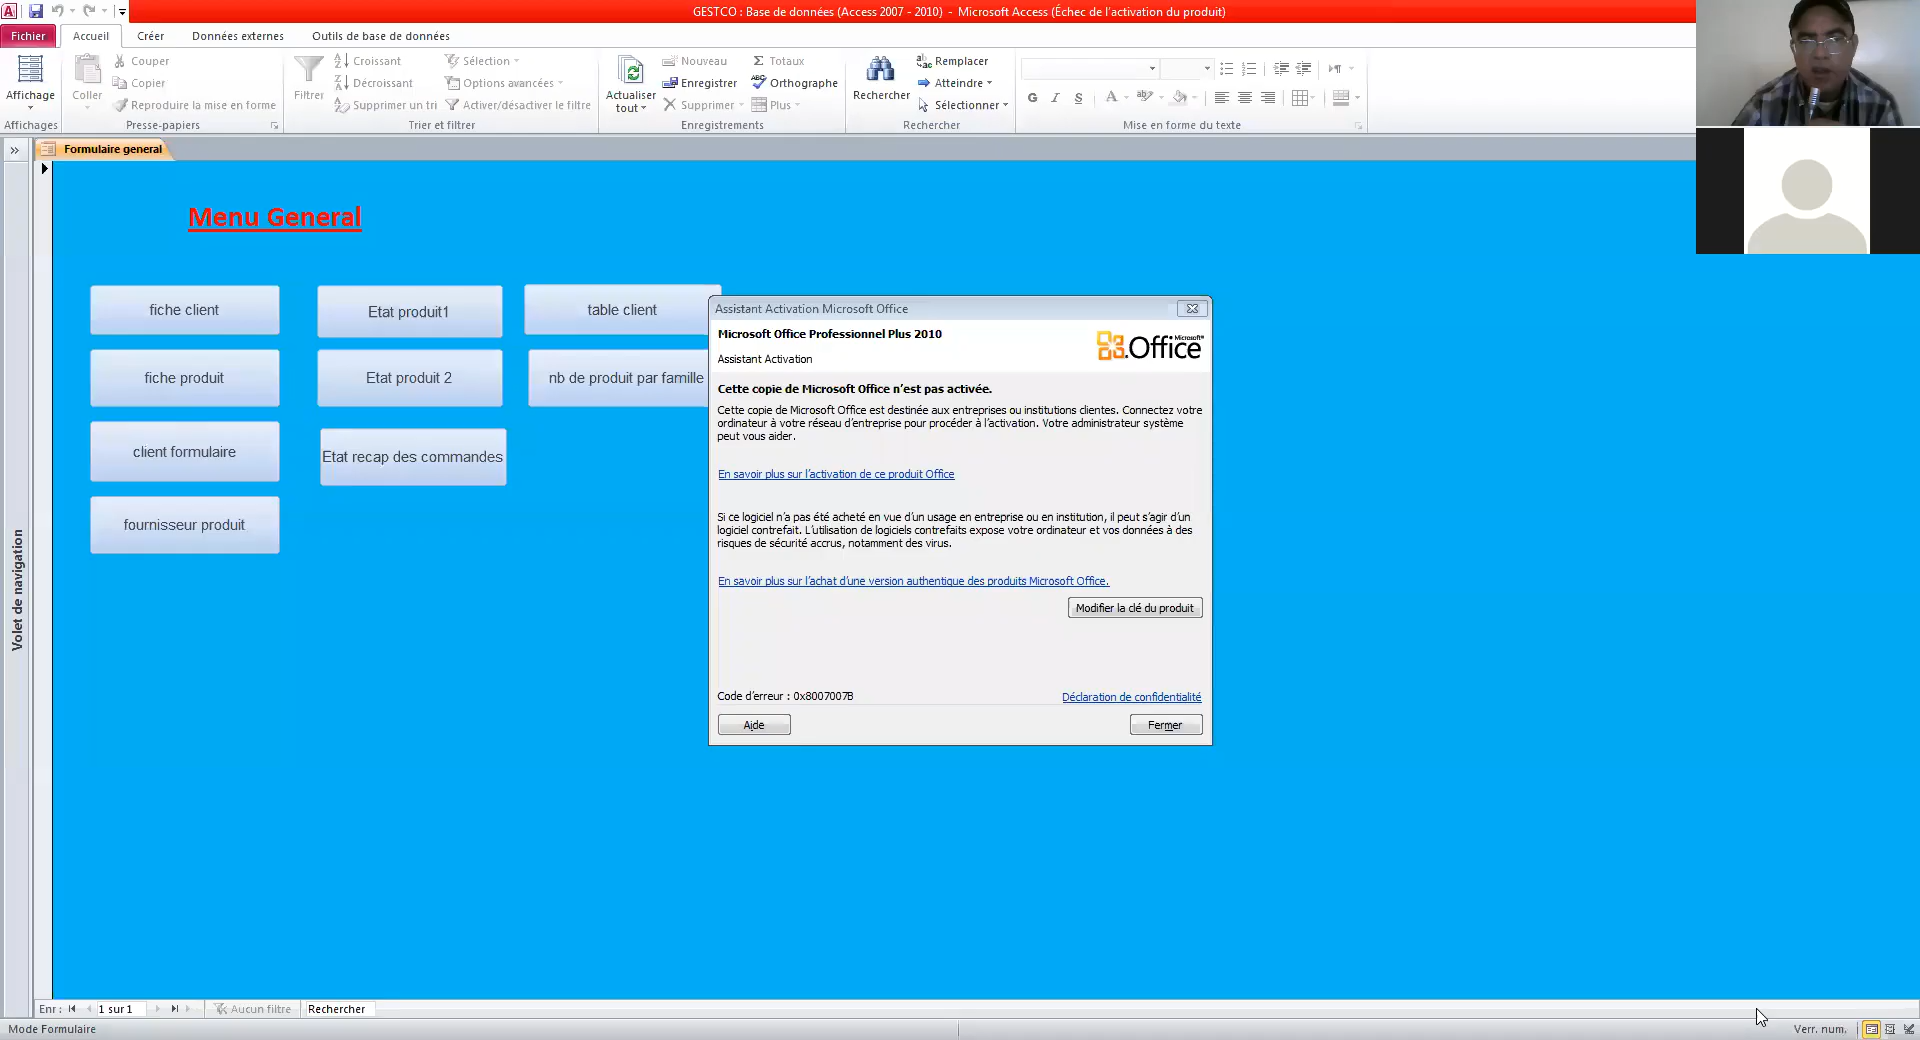 GESTCO : Base de données (Access 2007 - 2010) - Microsoft Access (Échec de l'activation du produit)
Fichier Accueil Créer Données externes Outils de base de données
Affichage
Affichages
Coller
Couper
Copier
Reproduire la mise en forme
Presse-papiers
Filtrer
Croissant
Décroissant
Supprimer un tri
Sélection
Options avancées
Activer/désactiver le filtre
Trier et filtrer
Actualiser
tout
Nouveau
Enregistrer
Supprimer
Totaux
Orthographe
Plus
Enregistrements
Rechercher
Remplacer
Atteindre
Sélectionner
Rechercher
G I S
Mise en forme du texte
Formulaire general
Volet de navigation
Menu General
fiche client
Etat produit1
table client
fiche produit
Etat produit 2
nb de produit par famille
client formulaire
Etat recap des commandes
fournisseur produit
Assistant Activation Microsoft Office
Microsoft Office Professionnel Plus 2010
Assistant Activation
Microsoft Office
Cette copie de Microsoft Office n'est pas activée.
Cette copie de Microsoft Office est destinée aux entreprises ou institutions clientes. Connectez votre
ordinateur à votre réseau d'entreprise pour procéder à l'activation. Votre administrateur système
peut vous aider.
En savoir plus sur l'activation de ce produit Office
Si ce logiciel n'a pas été acheté en vue d'un usage en entreprise ou en institution, il peut s'agir d'un
logiciel contrefait. L'utilisation de logiciels contrefaits expose votre ordinateur et vos données à des
risques de sécurité accrus, notamment des virus.
En savoir plus sur l'achat d'une version authentique des produits Microsoft Office.
Modifier la clé du produit
Code d'erreur : 0x8007007B
Déclaration de confidentialité
Aide
Fermer
Enr : 1 sur 1 Aucun filtre Rechercher
Mode Formulaire
Verr. num.